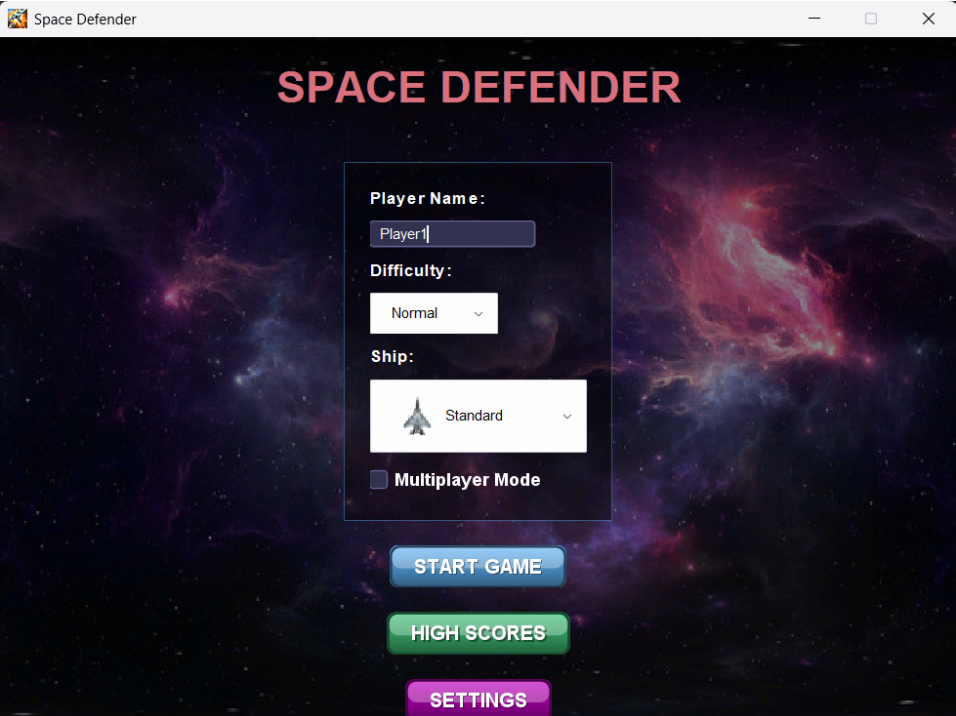 Space Defender
SPACE DEFENDER
Player Name:
Player1
Difficulty:
Normal
Ship:
Standard
Multiplayer Mode
START GAME
HIGH SCORES
SETTINGS